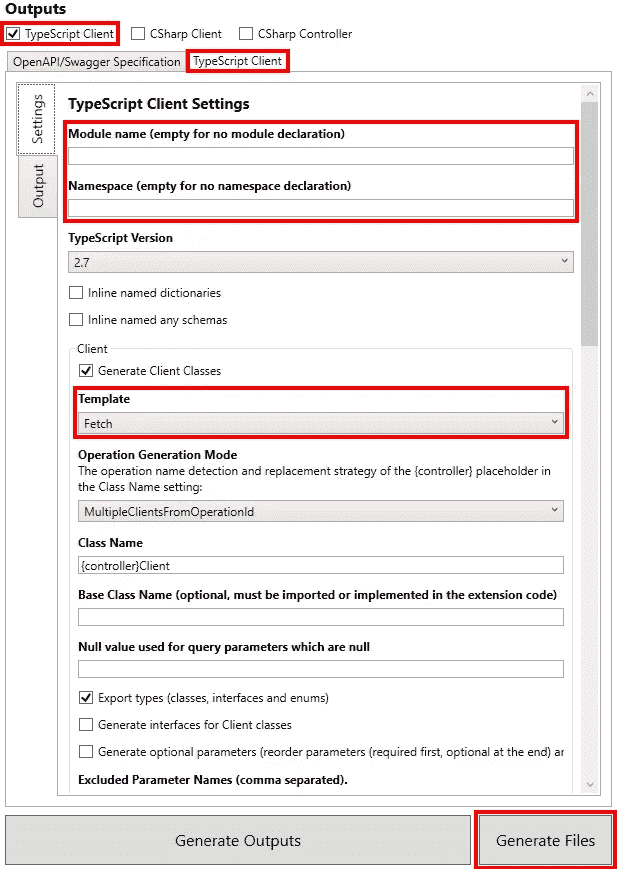 Outputs
TypeScript Client CSharp Client CSharp Controller
OpenAPI/Swagger Specification TypeScript Client
Settings
Output
TypeScript Client Settings
Module name (empty for no module declaration)
Namespace (empty for no namespace declaration)
TypeScript Version
2.7
Inline named dictionaries
Inline named any schemas
Client
Generate Client Classes
Template
Fetch
Operation Generation Mode
The operation name detection and replacement strategy of the {controller} placeholder in
the Class Name setting:
MultipleClientsFromOperationId
Class Name
{controller}Client
Base Class Name (optional, must be imported or implemented in the extension code)
Null value used for query parameters which are null
Export types (classes, interfaces and enums)
Generate interfaces for Client classes
Generate optional parameters (reorder parameters (required first, optional at the end) ar
Excluded Parameter Names (comma separated).
Generate Outputs
Generate Files